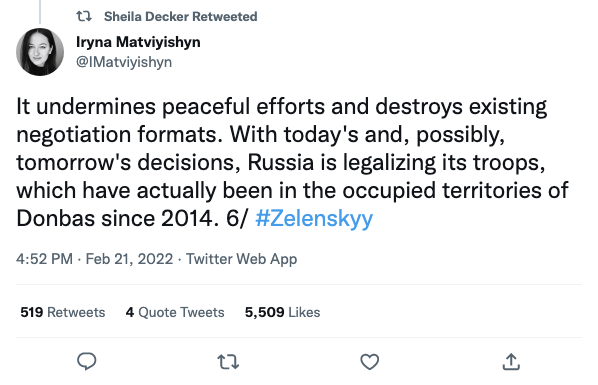 Sheila Decker Retweeted
Iryna Matviyishyn
@IMatviyishyn
It undermines peaceful efforts and destroys existing
negotiation formats. With today's and, possibly,
tomorrow's decisions, Russia is legalizing its troops,
which have actually been in the occupied territories of
Donbas since 2014. 6/ #Zelenskyy
4:52 PM · Feb 21, 2022 · Twitter Web App
519 Retweets 4 Quote Tweets 5,509 Likes